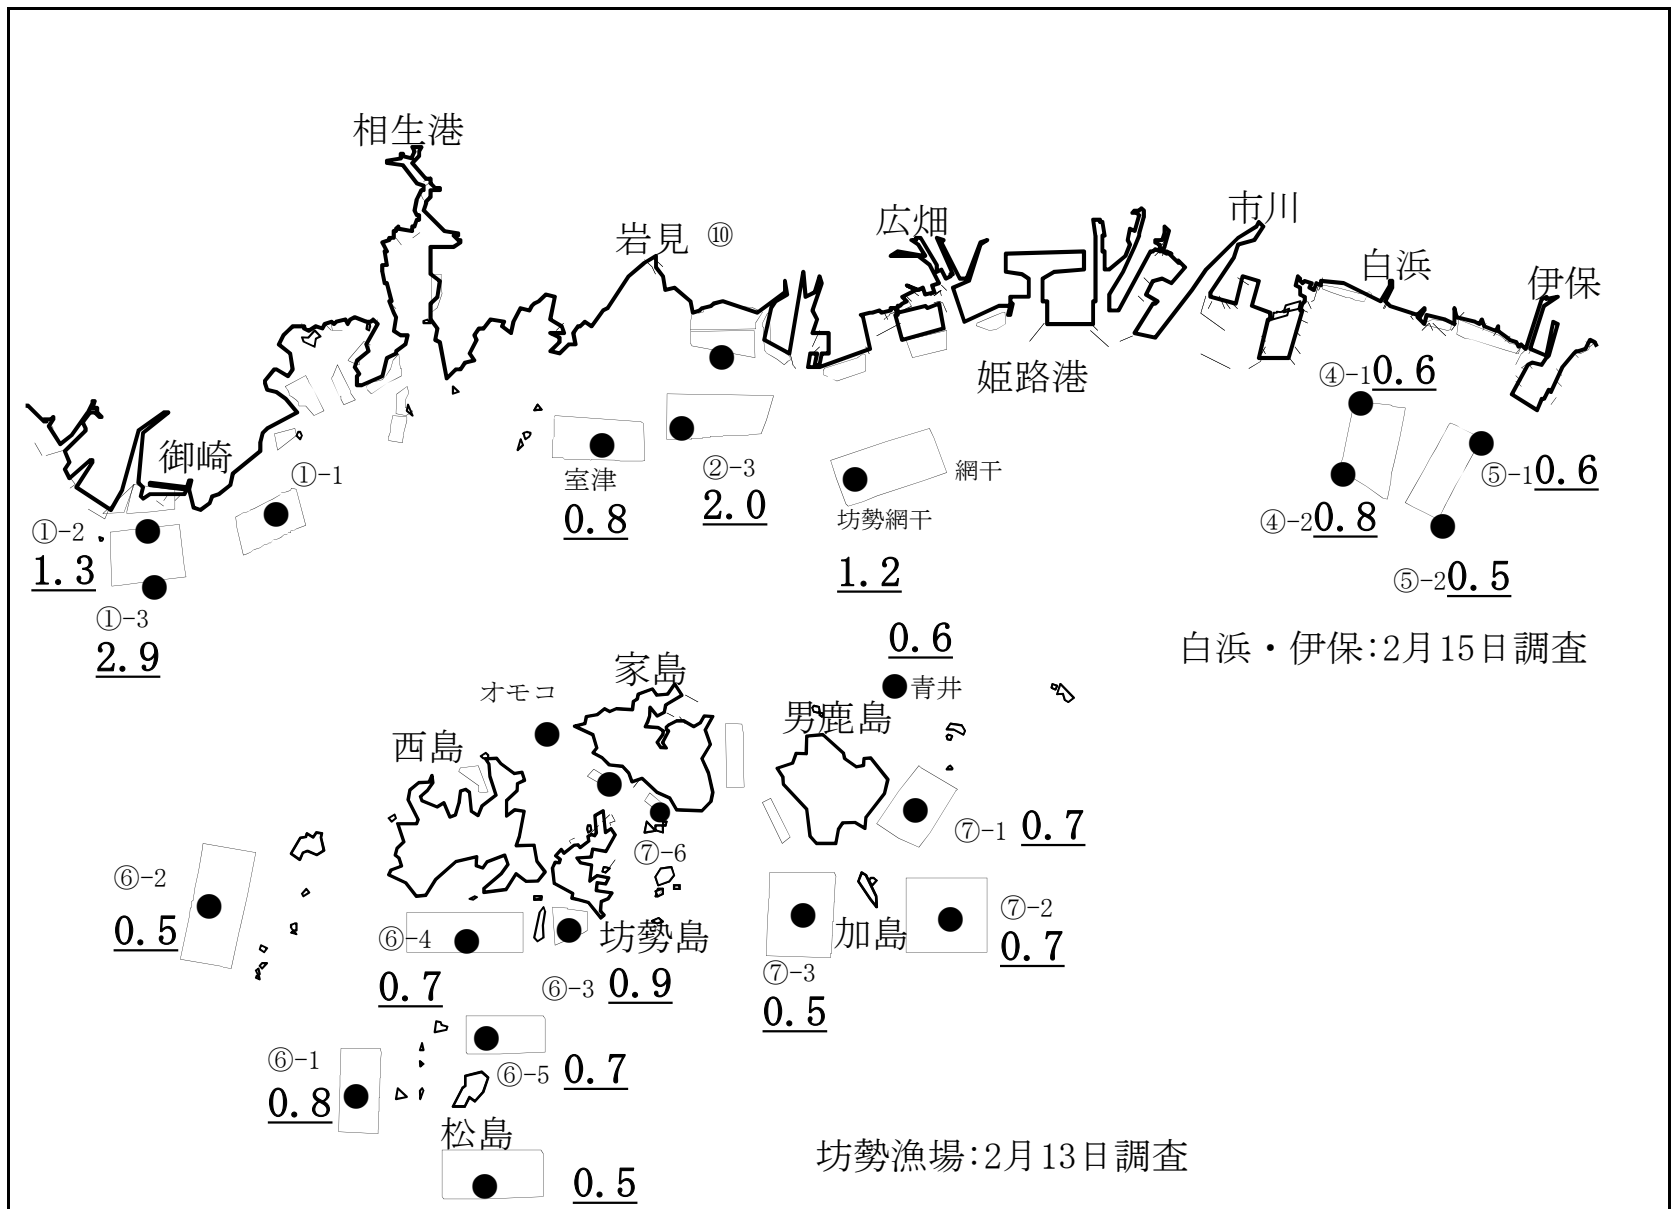 相生港
市川
広畑
岩見 ⑩
白浜
伊保
姫路港
④-1 0.6
御崎
①-1
室津
0.8
②-3
2.0
網干
坊勢網干
1.2
⑤-1 0.6
④-2 0.8
⑤-2 0.5
①-2
1.3
①-3
2.9
白浜・伊保:2月15日調査
0.6
青井
家島
オモコ
男鹿島
西島
⑦-1 0.7
⑦-6
⑥-2
0.5
⑥-4
0.7
坊勢島
⑥-3 0.9
加島
⑦-2
0.7
⑦-3
0.5
⑥-1
0.8
⑥-5 0.7
松島
0.5
坊勢漁場:2月13日調査